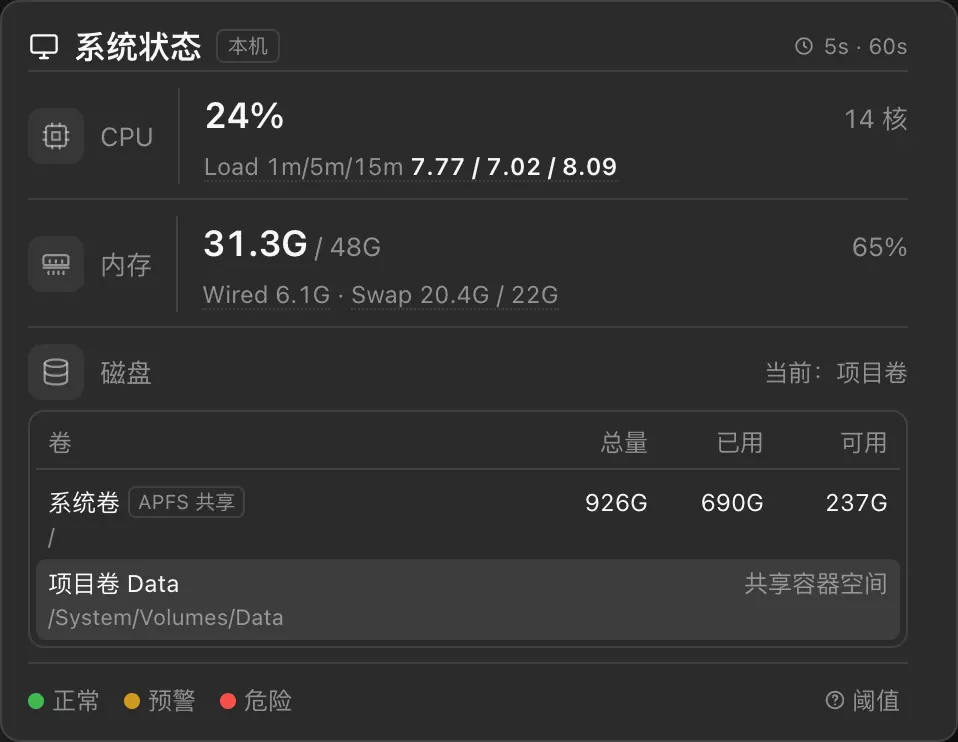 系统状态 本机 5s · 60s
CPU 24% 14 核
Load 1m/5m/15m 7.77 / 7.02 / 8.09
内存 31.3G / 48G 65%
Wired 6.1G · Swap 20.4G / 22G
磁盘 当前：项目卷
卷 总量 已用 可用
系统卷 APFS 共享 926G 690G 237G
/
项目卷 Data 共享容器空间
/System/Volumes/Data
正常 预警 危险 阈值